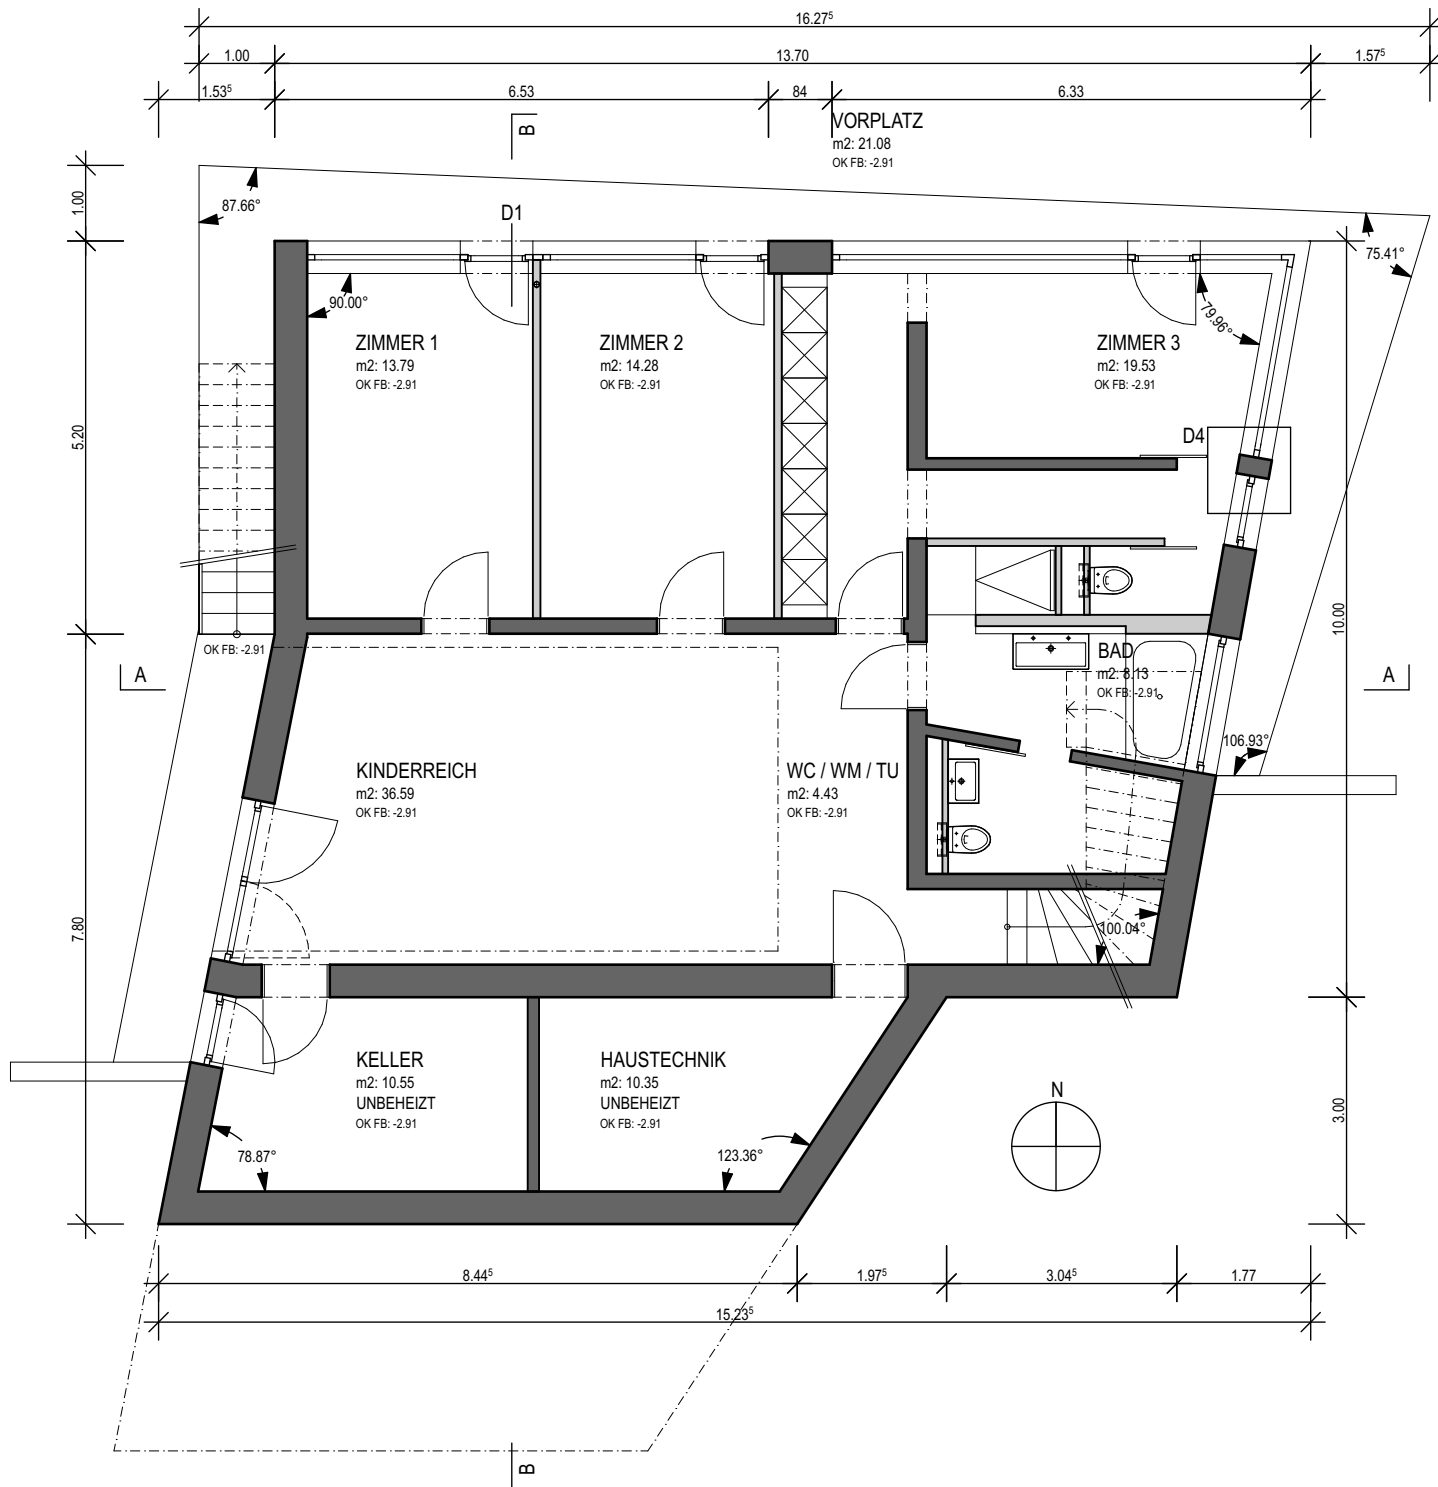 16.27⁵
1.00
13.70
1.57⁵
1.53⁵
6.53
84
6.33
B
VORPLATZ
m2: 21.08
OK FB: -2.91
1.00
87.66°
D1
75.41°
90.00°
79.96°
ZIMMER 1
m2: 13.79
OK FB: -2.91
ZIMMER 2
m2: 14.28
OK FB: -2.91
ZIMMER 3
m2: 19.53
OK FB: -2.91
5.20
D4
10.00
OK FB: -2.91
A
BAD
m2: 8.13
OK FB: -2.91
A
106.93°
KINDERREICH
m2: 36.59
OK FB: -2.91
WC / WM / TU
m2: 4.43
OK FB: -2.91
7.80
100.04°
KELLER
m2: 10.55
UNBEHEIZT
OK FB: -2.91
HAUSTECHNIK
m2: 10.35
UNBEHEIZT
OK FB: -2.91
N
3.00
78.87°
123.36°
8.44⁵
1.97⁵
3.04⁵
1.77
15.23⁵
B